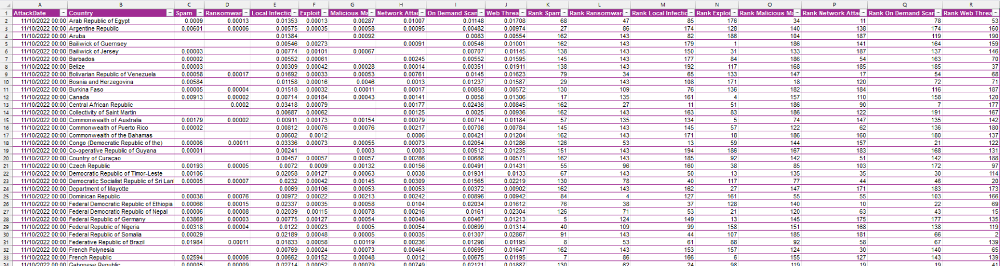 A B C D E F G H I J K L M N O P Q R
1 AttackDate Country Spam Ransomwar Local Infectio Exploit Malicious Ma Network Attac On Demand Scan Web Threa Rank Spam Rank Ransomwar Rank Local Infectic Rank Exploi Rank Malicious Ma Rank Network Atta Rank On Demand Scar Rank Web Threa
2 11/10/2022 00:00 Arab Republic of Egypt 0.0009 0.00013 0.01353 0.00013 0.00287 0.01007 0.01148 0.01708 68 47 85 176 34 11 78 53
3 11/10/2022 00:00 Argentine Republic 0.00601 0.00006 0.00575 0.00035 0.00058 0.00095 0.00482 0.00974 27 86 174 128 140 138 174 160
4 11/10/2022 00:00 Aruba 0.01384 0.00092 0.0083 0.00554 162 143 82 186 104 187 119 190
5 11/10/2022 00:00 Bailiwick of Guernsey 0.00546 0.00273 0.00091 0.00546 0.01001 162 143 179 1 186 141 164 159
6 11/10/2022 00:00 Bailiwick of Jersey 0.00003 0.00774 0.00101 0.00067 0.00707 0.01145 138 143 150 31 133 187 137 146
7 11/10/2022 00:00 Barbados 0.00002 0.00552 0.00061 0.00245 0.00552 0.01595 145 143 177 84 186 54 163 70
8 11/10/2022 00:00 Belize 0.00003 0.00309 0.00042 0.00028 0.00014 0.00351 0.01911 138 143 192 117 168 185 185 37
9 11/10/2022 00:00 Bolivarian Republic of Venezuela 0.00058 0.00017 0.01692 0.00033 0.00053 0.00761 0.0145 0.01623 79 34 65 133 147 17 54 68
10 11/10/2022 00:00 Bosnia and Herzegovina 0.00584 0.01158 0.00016 0.0046 0.0013 0.01237 0.01587 29 143 108 171 18 120 72 71
11 11/10/2022 00:00 Burkina Faso 0.00005 0.00004 0.01518 0.00032 0.00011 0.00017 0.00858 0.00572 130 109 76 136 182 184 116 187
12 11/10/2022 00:00 Canada 0.00913 0.00002 0.00714 0.00184 0.00043 0.00141 0.0058 0.01306 17 135 161 4 157 110 158 120
13 11/10/2022 00:00 Central African Republic 0.0002 0.03418 0.00079 0.00177 0.02436 0.00845 162 27 11 51 186 90 7 177
14 11/10/2022 00:00 Collectivity of Saint Martin 0.00687 0.00062 0.00125 0.0025 0.00936 162 143 163 83 186 122 191 167
15 11/10/2022 00:00 Commonwealth of Australia 0.00179 0.00002 0.00911 0.00173 0.00154 0.00079 0.00714 0.01184 57 135 134 5 74 147 135 142
16 11/10/2022 00:00 Commonwealth of Puerto Rico 0.00002 0.00812 0.00076 0.00076 0.00217 0.00708 0.00784 145 143 145 57 122 62 136 180
17 11/10/2022 00:00 Commonwealth of the Bahamas 0.00602 0.0012 0.0006 0.00421 0.01204 162 143 171 18 186 160 180 137
18 11/10/2022 00:00 Congo (Democratic Republic of the) 0.00006 0.00011 0.03336 0.00073 0.00055 0.00073 0.02054 0.01286 126 53 13 59 144 157 21 122
19 11/10/2022 00:00 Co-operative Republic of Guyana 0.00001 0.00241 0.0003 0.0003 0.00512 0.01235 151 143 194 186 167 183 168 131
20 11/10/2022 00:00 Country of Curaçao 0.00457 0.00057 0.00057 0.00286 0.00686 0.00571 162 143 185 92 142 51 142 188
21 11/10/2022 00:00 Czech Republic 0.00193 0.00005 0.0072 0.0009 0.00132 0.00156 0.00491 0.01431 55 96 160 38 85 103 172 97
22 11/10/2022 00:00 Democratic Republic of Timor-Leste 0.00106 0.02058 0.00127 0.00063 0.0038 0.01931 0.0133 67 143 50 13 135 35 30 114
23 11/10/2022 00:00 Democratic Socialist Republic of Sri Lan 0.00005 0.00007 0.0232 0.00042 0.00145 0.00309 0.01565 0.02219 130 78 40 117 77 44 46 20
24 11/10/2022 00:00 Department of Mayotte 0.0069 0.00106 0.00053 0.00053 0.00372 0.00902 162 143 162 27 147 171 183 173
25 11/10/2022 00:00 Dominican Republic 0.00038 0.00076 0.00972 0.00022 0.00213 0.00242 0.00896 0.00942 84 4 127 161 55 55 103 166
26 11/10/2022 00:00 Federal Democratic Republic of Ethiopia 0.00066 0.00015 0.02337 0.00035 0.00058 0.0104 0.02034 0.01612 76 38 37 128 140 10 22 69
27 11/10/2022 00:00 Federal Democratic Republic of Nepal 0.00006 0.00008 0.02039 0.00115 0.00078 0.00216 0.0161 0.02304 126 71 53 21 120 63 43 15
28 11/10/2022 00:00 Federal Republic of Germany 0.03869 0.00003 0.00775 0.00127 0.00054 0.00048 0.00467 0.01213 5 124 149 13 145 175 177 135
29 11/10/2022 00:00 Federal Republic of Nigeria 0.00318 0.00004 0.0122 0.00023 0.0005 0.00054 0.00699 0.01314 40 109 99 158 151 168 138 119
30 11/10/2022 00:00 Federal Republic of Somalia 0.00029 0.02189 0.00048 0.00005 0.00035 0.01307 0.02867 91 143 44 107 185 181 66 2
31 11/10/2022 00:00 Federative Republic of Brazil 0.01984 0.00011 0.01833 0.00058 0.00119 0.00236 0.01298 0.01195 8 53 61 88 92 58 67 139
32 11/10/2022 00:00 French Polynesia 0.00769 0.00024 0.00073 0.00464 0.00695 0.01647 162 143 153 157 124 30 140 65
33 11/10/2022 00:00 French Republic 0.02594 0.00006 0.00662 0.00152 0.00048 0.0012 0.00675 0.01195 7 86 166 6 155 127 143 139
34 11/10/2022 00:00 Gabonese Republic 0.00005 0.00009 0.02714 0.00052 0.00079 0.00749 0.02121 0.01887 130 62 24 98 119 19 19 41